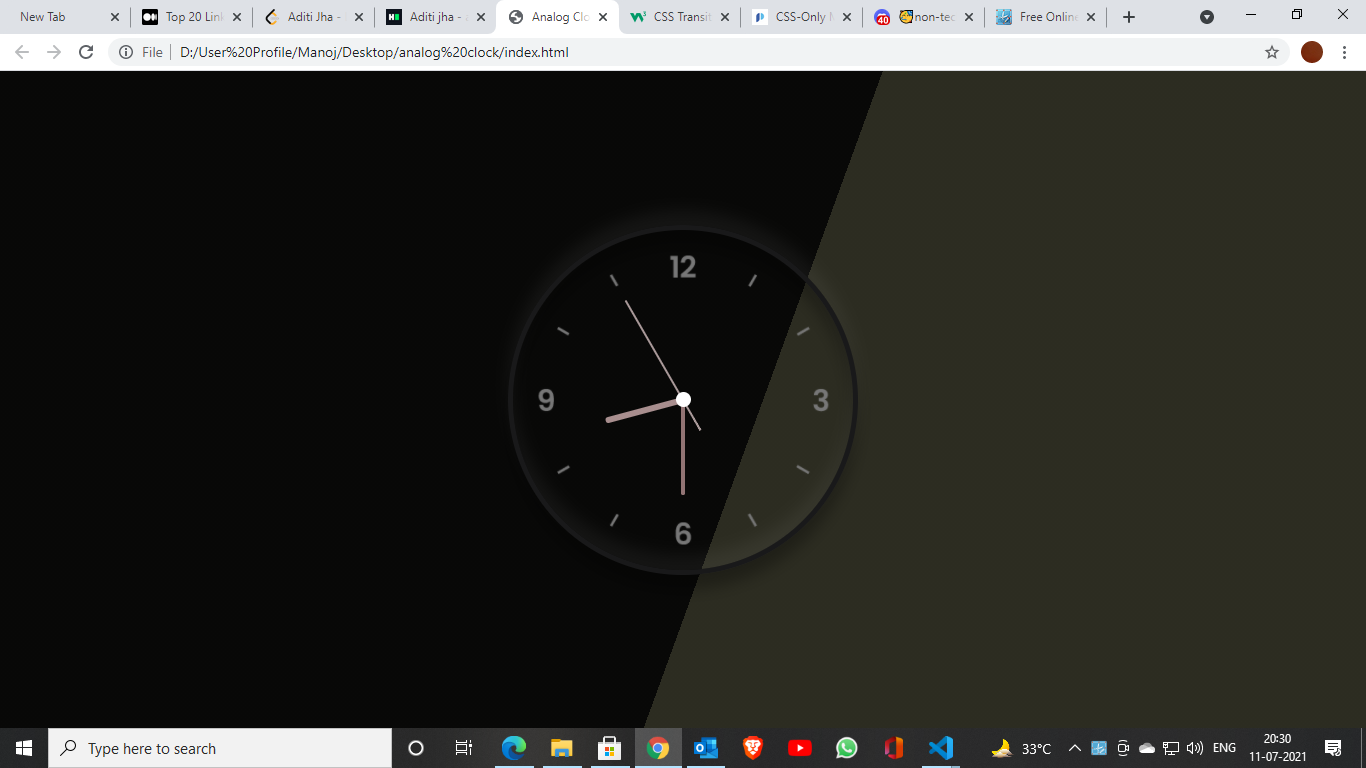 New Tab
Top 20 Link
Aditi Jha -
Aditi jha - A
Analog Clo
CSS Transit
CSS-Only M
40 non-tec
Free Online
File D:/User%20Profile/Manoj/Desktop/analog%20clock/index.html
12
9 3
6
Type here to search
33°C
ENG
20:30
11-07-2021